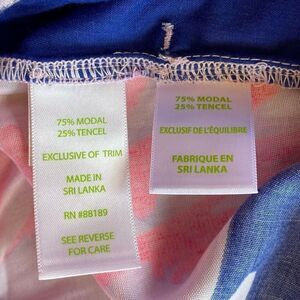 75% MODAL
25% TENCEL
EXCLUSIVE OF TRIM
MADE IN
SRI LANKA
RN #88189
SEE REVERSE
FOR CARE
75% MODAL
25% TENCEL
EXCLUSIF DE L'ÉQUILIBRE
FABRIQUE EN
SRI LANKA